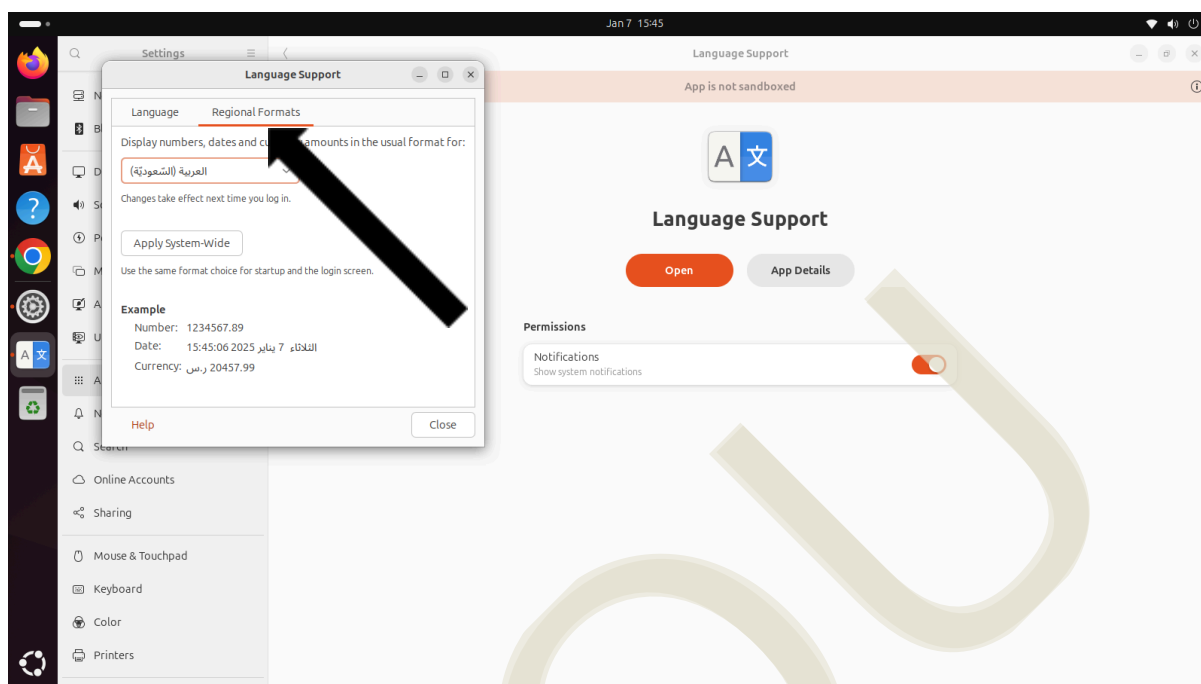 Jan 7 15:45
Settings
Language Support
App is not sandboxed
Language Support
Open
App Details
Permissions
Notifications
Show system notifications
Search
Online Accounts
Sharing
Mouse & Touchpad
Keyboard
Color
Printers
Language Support
Language
Regional Formats
Display numbers, dates and amounts in the usual format for:
العربية (السّعوديّة)
Changes take effect next time you log in.
Apply System-Wide
Use the same format choice for startup and the login screen.
Example
Number: 1234567.89
Date: الثلاثاء 7 يناير 2025 15:45:06
Currency: 20457.99 ر.س
Help
Close